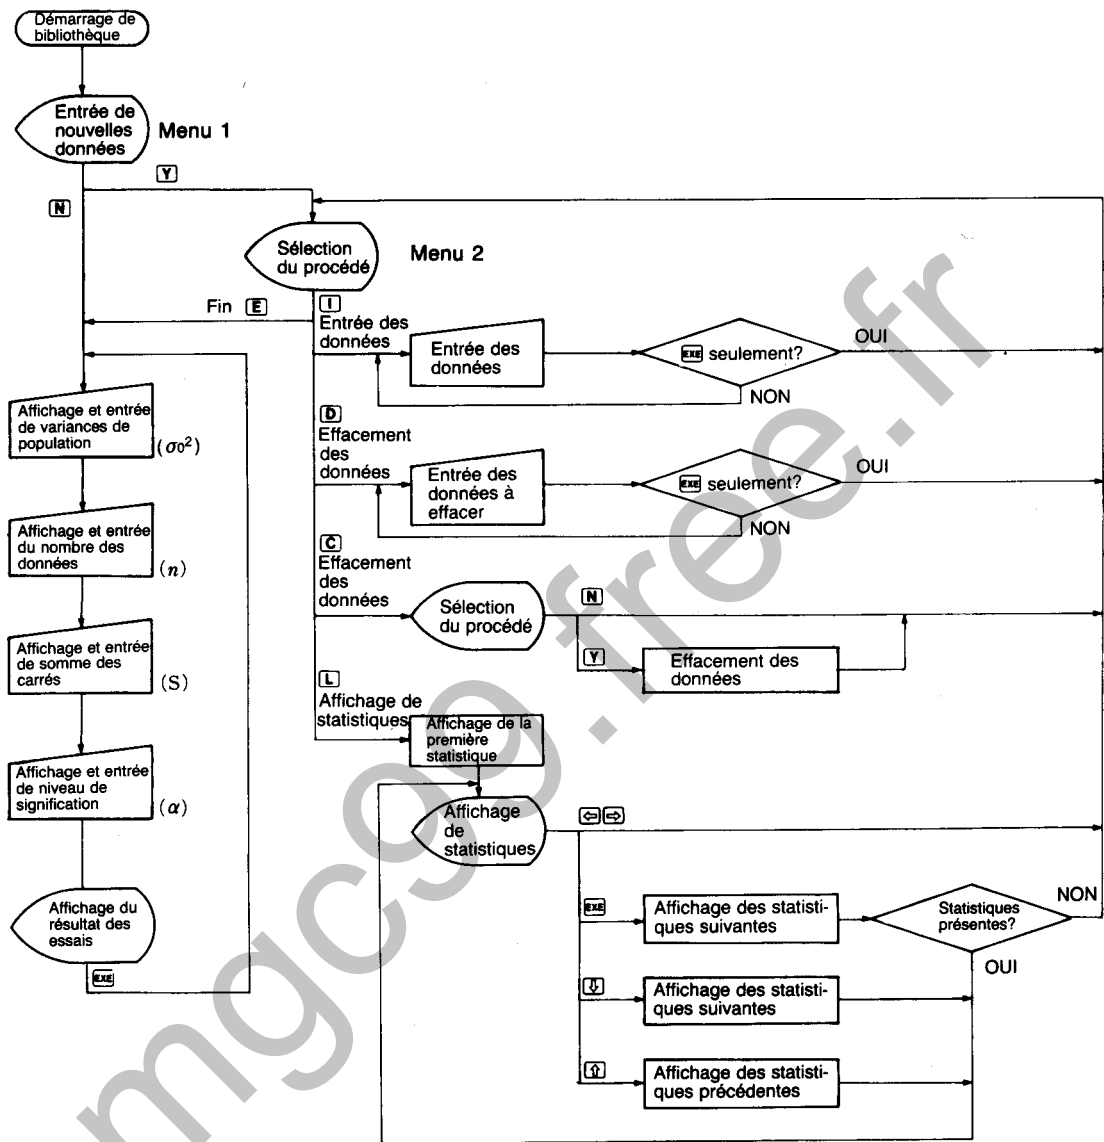 Démarrage de
bibliothèque
Entrée de
nouvelles
données
Menu 1
Y
N
Sélection
du procédé
Menu 2
Fin E
I
Entrée des
données
Entrée des
données
EXE seulement?
OUI
NON
Affichage et entrée
de variances de
population
(σ0²)
D
Effacement
des
données
Entrée des
données à
effacer
EXE seulement?
OUI
NON
Affichage et entrée
du nombre des
données
(n)
C
Effacement
des
données
Sélection
du procédé
N
Y
Effacement des
données
Affichage et entrée
de somme des
carrés
(S)
L
Affichage de
statistiques
Affichage de la
première
statistique
Affichage et entrée
de niveau de
signification
(α)
Affichage
de
statistiques
⇦ ⇨
Affichage du
résultat des
essais
EXE
EXE
Affichage des statisti-
ques suivantes
Statistiques
présentes?
NON
OUI
⇩
Affichage des statisti-
ques suivantes
⇧
Affichage des statisti-
ques précédentes
mgc99.free.fr